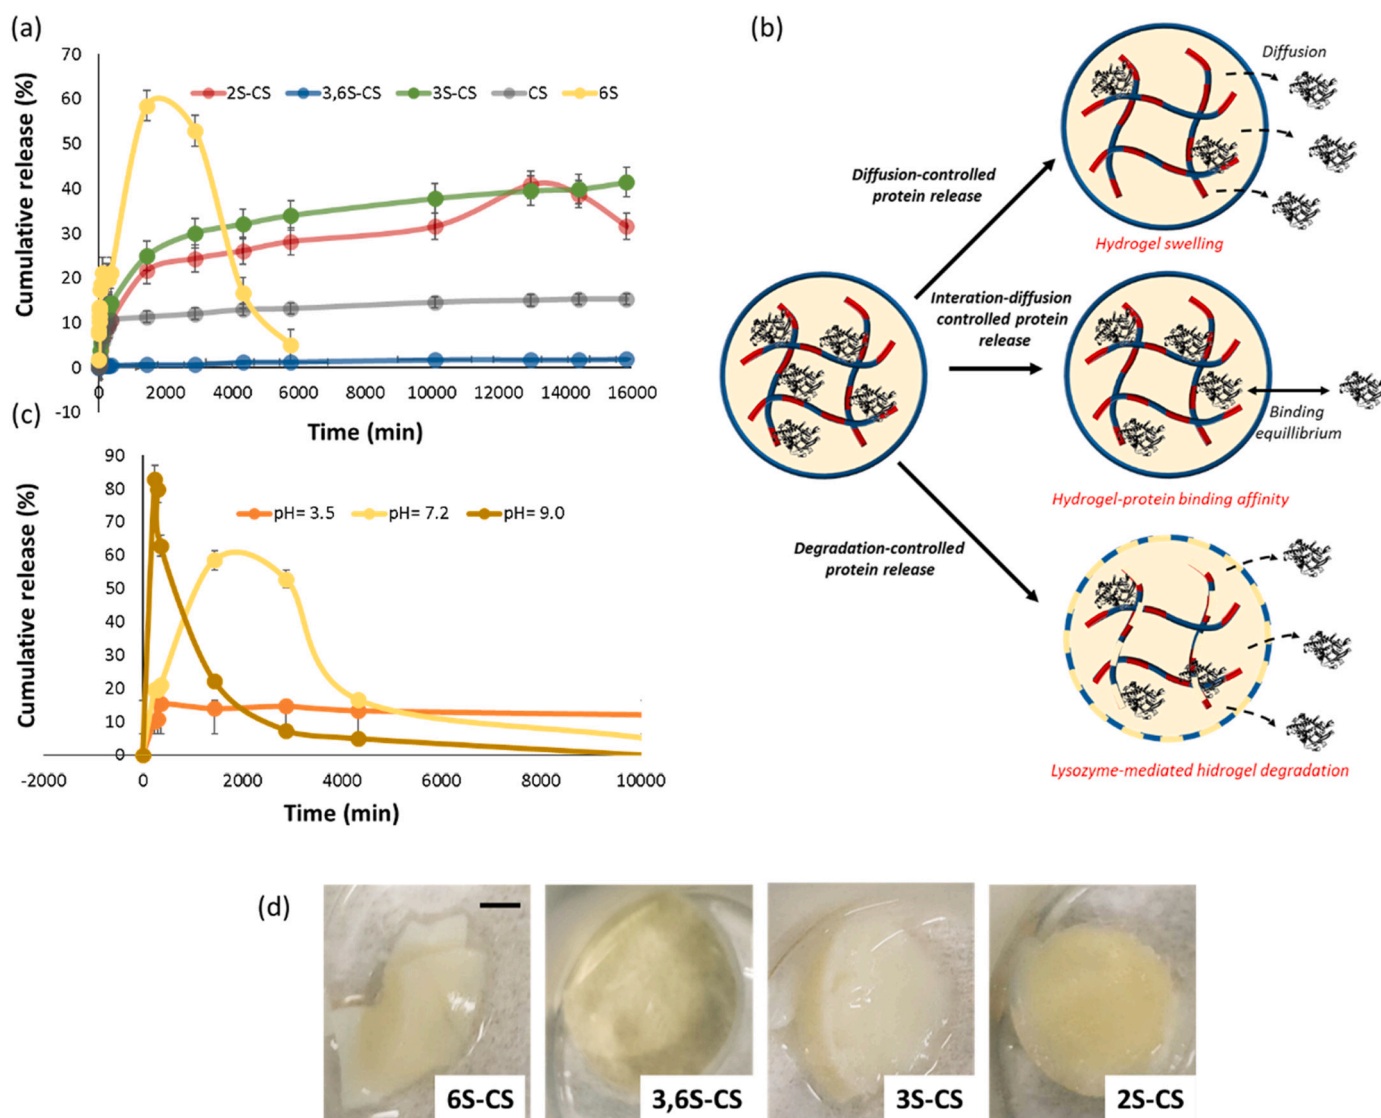 (a)
70
60
50
40
30
20
10
0
-10
Cumulative release (%)
2S-CS 3,6S-CS 3S-CS CS 6S
2000 4000 6000 8000 10000 12000 14000 16000
Time (min)
(b)
Diffusion
Diffusion-controlled
protein release
Hydrogel swelling
Interation-diffusion
controlled protein
release
Binding
equillibrium
Hydrogel-protein binding affinity
Degradation-controlled
protein release
Lysozyme-mediated hidrogel degradation
(c)
90
80
70
60
50
40
30
20
10
0
Cumulative release (%)
pH= 3.5 pH= 7.2 pH= 9.0
-2000 0 2000 4000 6000 8000 10000
Time (min)
(d)
6S-CS
3,6S-CS
3S-CS
2S-CS